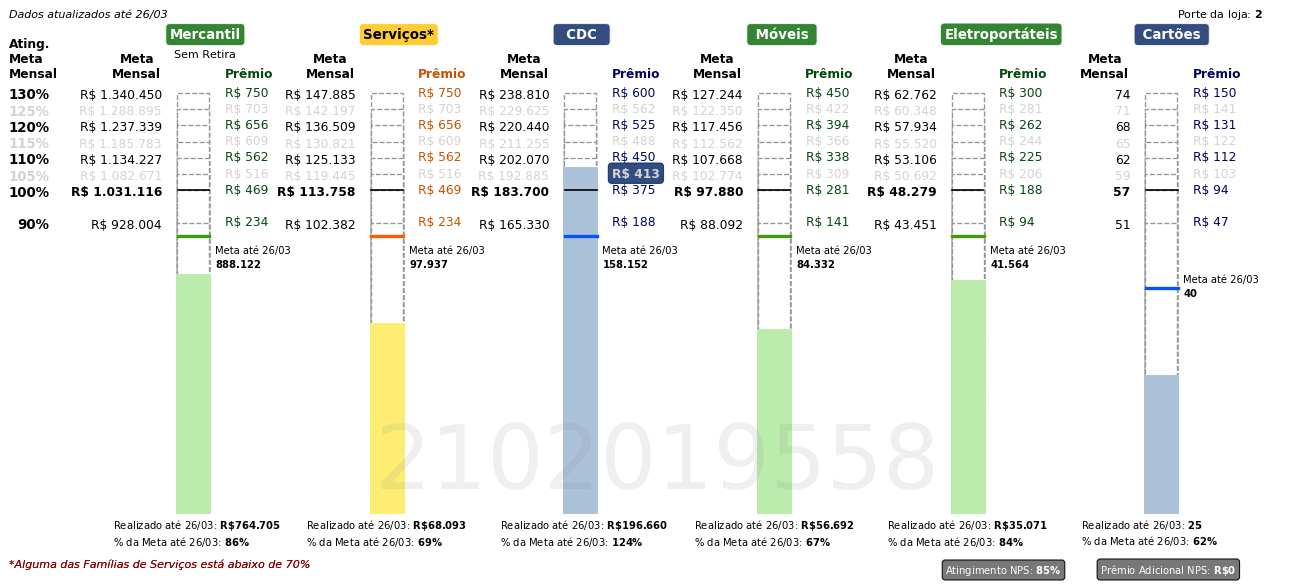 Dados atualizados até 26/03 Porte da loja: 2
Mercantil Serviços* CDC Móveis Eletroportáteis Cartões
Sem Retira
Ating. Meta Mensal Meta Mensal Prêmio Meta Mensal Prêmio Meta Mensal Prêmio Meta Mensal Prêmio Meta Mensal Prêmio Meta Mensal Prêmio
130% R$ 1.340.450 R$ 750 R$ 147.885 R$ 750 R$ 238.810 R$ 600 R$ 127.244 R$ 450 R$ 62.762 R$ 300 74 R$ 150
125% R$ 1.288.895 R$ 703 R$ 142.197 R$ 703 R$ 229.625 R$ 562 R$ 122.350 R$ 422 R$ 60.348 R$ 281 71 R$ 141
120% R$ 1.237.339 R$ 656 R$ 136.509 R$ 656 R$ 220.440 R$ 525 R$ 117.456 R$ 394 R$ 57.934 R$ 262 68 R$ 131
115% R$ 1.185.783 R$ 609 R$ 130.821 R$ 609 R$ 211.255 R$ 488 R$ 112.562 R$ 366 R$ 55.520 R$ 244 65 R$ 122
110% R$ 1.134.227 R$ 562 R$ 125.133 R$ 562 R$ 202.070 R$ 450 R$ 107.668 R$ 338 R$ 53.106 R$ 225 62 R$ 112
105% R$ 1.082.671 R$ 516 R$ 119.445 R$ 516 R$ 192.885 R$ 413 R$ 102.774 R$ 309 R$ 50.692 R$ 206 59 R$ 103
100% R$ 1.031.116 R$ 469 R$ 113.758 R$ 469 R$ 183.700 R$ 375 R$ 97.880 R$ 281 R$ 48.279 R$ 188 57 R$ 94
90% R$ 928.004 R$ 234 R$ 102.382 R$ 234 R$ 165.330 R$ 188 R$ 88.092 R$ 141 R$ 43.451 R$ 94 51 R$ 47
Meta até 26/03 Meta até 26/03 Meta até 26/03 Meta até 26/03 Meta até 26/03
888.122 97.937 158.152 84.332 41.564
Meta até 26/03
40
2102019558
Realizado até 26/03: R$764.705 Realizado até 26/03: R$68.093 Realizado até 26/03: R$196.660 Realizado até 26/03: R$56.692 Realizado até 26/03: R$35.071 Realizado até 26/03: 25
% da Meta até 26/03: 86% % da Meta até 26/03: 69% % da Meta até 26/03: 124% % da Meta até 26/03: 67% % da Meta até 26/03: 84% % da Meta até 26/03: 62%
*Alguma das Famílias de Serviços está abaixo de 70% Atingimento NPS: 85% Prêmio Adicional NPS: R$0